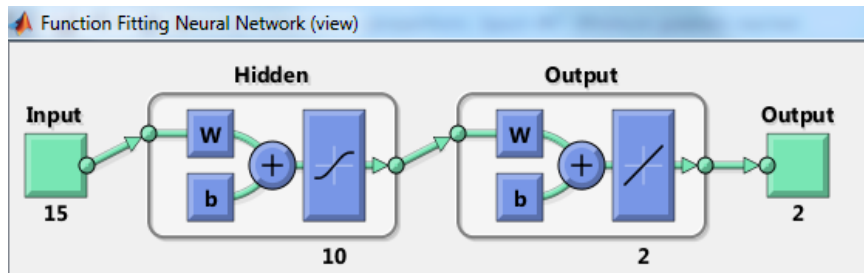 Function Fitting Neural Network (view)
Hidden
Output
Input
Output
W
W
b
b
15
10
2
2